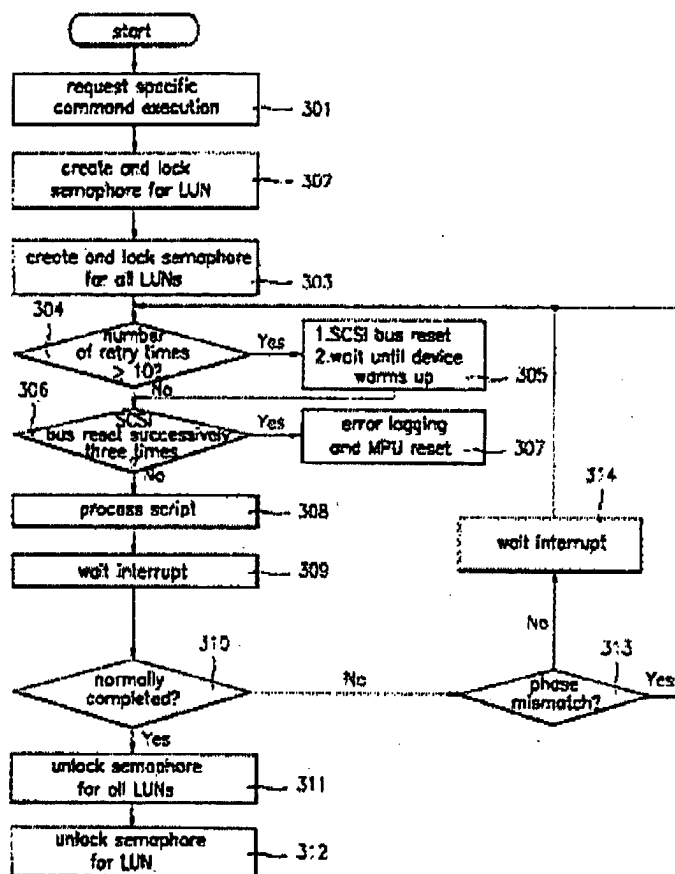 start
request specific
command execution
301
create and lock
semaphore for LUN
302
create and lock semaphore
for all LUNs
303
304
number
of retry times
> 10?
Yes
1.SCSI bus reset
2.wait until device
warms up
305
No
306
SCSI
bus reset successively
three times
?
Yes
error logging
and MPU reset
307
No
process script
308
wait interrupt
309
314
wait interrupt
No
310
normally
completed?
No
313
phase
mismatch?
Yes
Yes
unlock semaphore
for all LUNs
311
unlock semaphore
for LUN
312